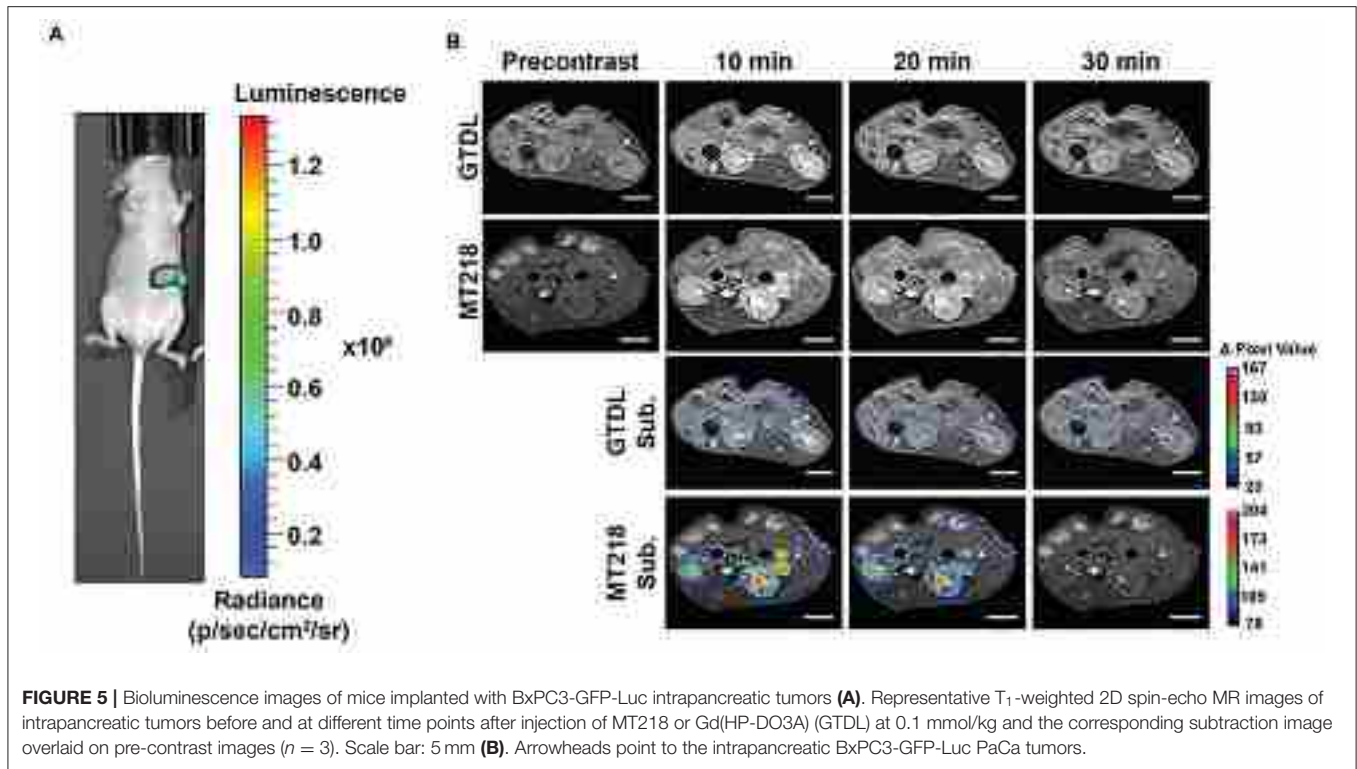 A
Luminescence
1.2
1.0
0.8
x10⁶
0.6
0.4
0.2
Radiance
(p/sec/cm²/sr)
B
Precontrast 10 min 20 min 30 min
GTDL
MT218
GTDL
Sub.
MT218
Sub.
Δ Pixel Value
167
130
93
57
20
204
173
141
109
78
FIGURE 5 | Bioluminescence images of mice implanted with BxPC3-GFP-Luc intrapancreatic tumors (A). Representative T₁-weighted 2D spin-echo MR images of
intrapancreatic tumors before and at different time points after injection of MT218 or Gd(HP-DO3A) (GTDL) at 0.1 mmol/kg and the corresponding subtraction image
overlaid on pre-contrast images (n = 3). Scale bar: 5 mm (B). Arrowheads point to the intrapancreatic BxPC3-GFP-Luc PaCa tumors.